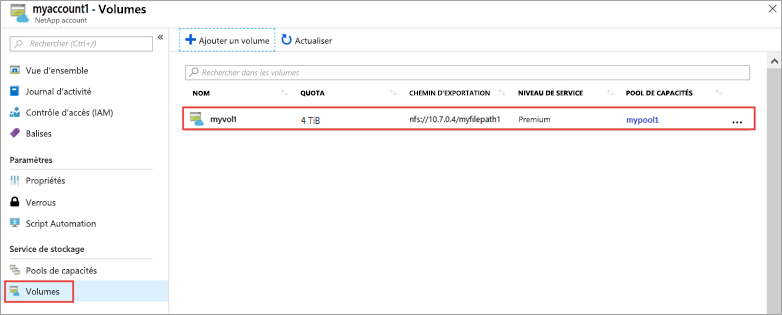 myaccount1 - Volumes
NetApp account
Rechercher (Ctrl+/)
Vue d'ensemble
Journal d'activité
Contrôle d'accès (IAM)
Balises
Paramètres
Propriétés
Verrous
Script Automation
Service de stockage
Pools de capacités
Volumes
Ajouter un volume Actualiser
Rechercher dans les volumes
NOM QUOTA CHEMIN D'EXPORTATION NIVEAU DE SERVICE POOL DE CAPACITÉS
myvol1 4 TiB nfs://10.7.0.4/myfilepath1 Premium mypool1 ...